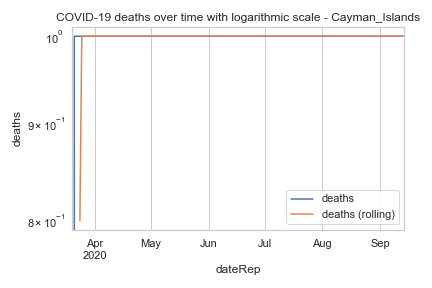 COVID-19 deaths over time with logarithmic scale - Cayman_Islands
10⁰
9 × 10⁻¹
8 × 10⁻¹
deaths
deaths
deaths (rolling)
Apr May Jun Jul Aug Sep
2020
dateRep